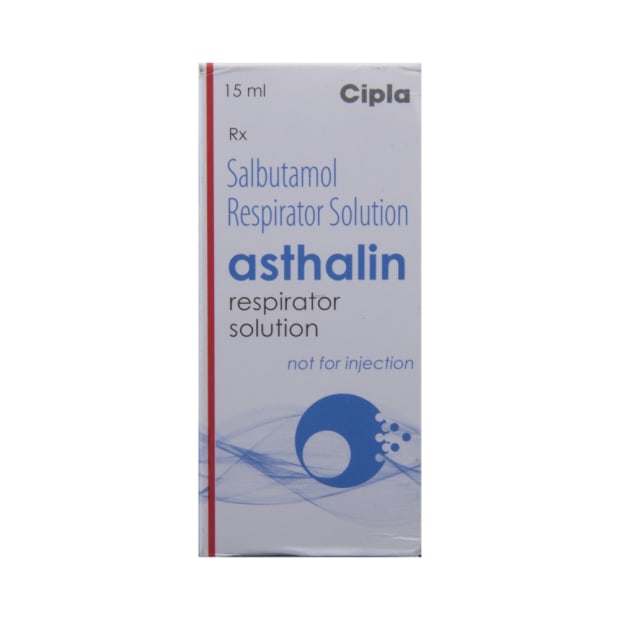 15 ml
Cipla
Rx
Salbutamol
Respirator Solution
asthalin
respirator
solution
not for injection